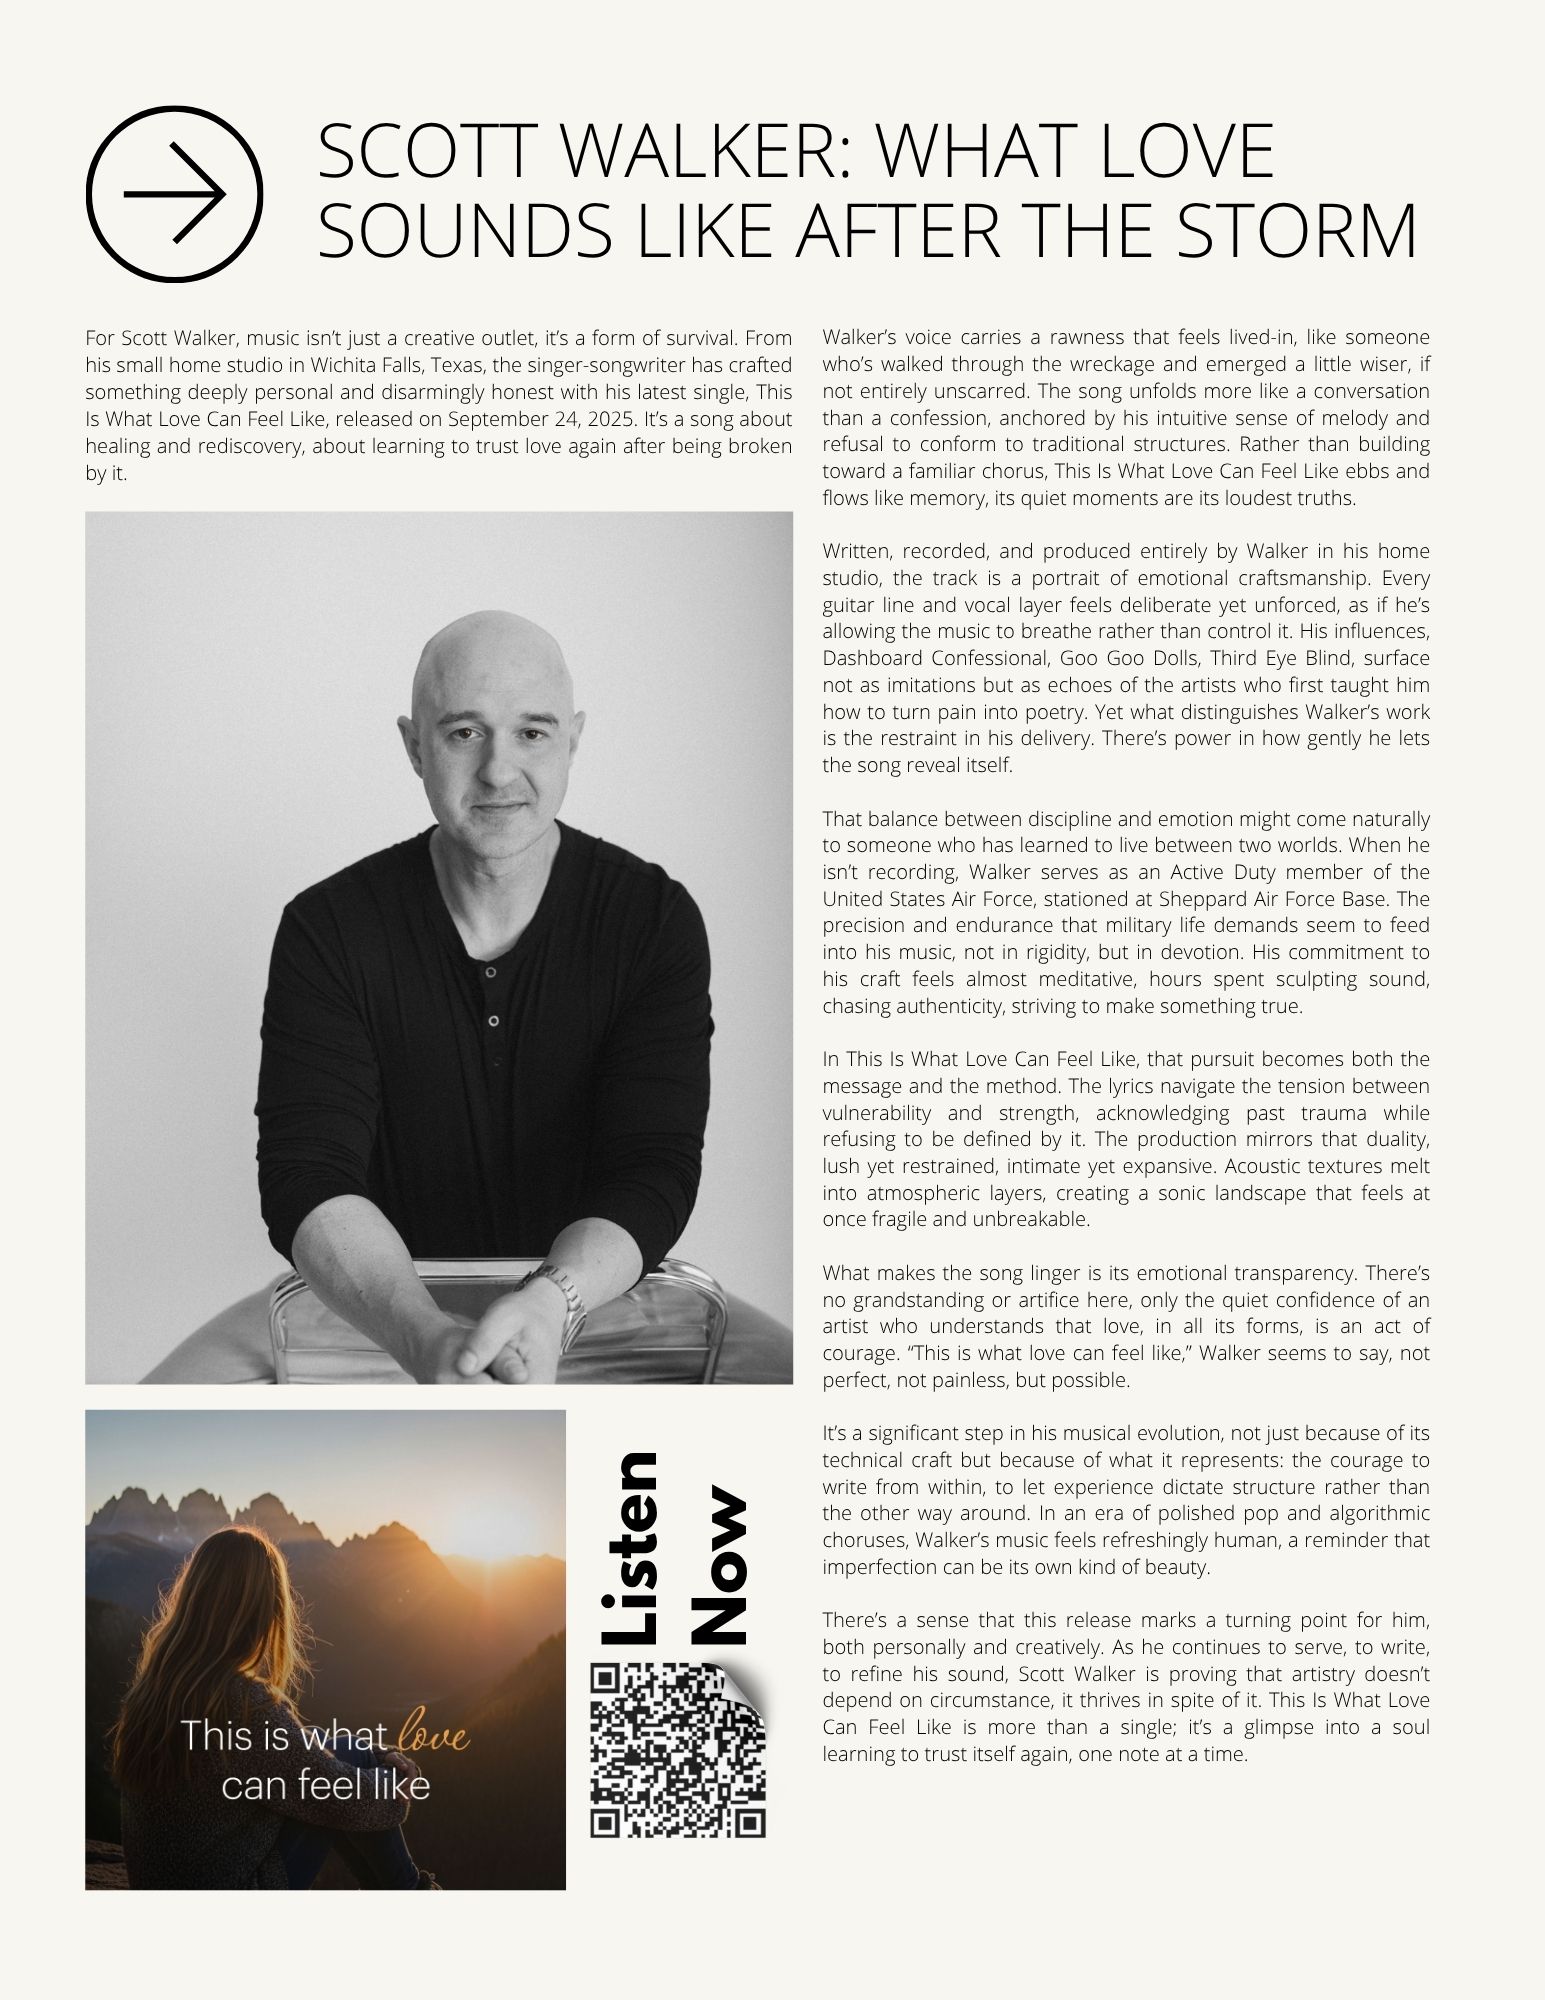 SCOTT WALKER: WHAT LOVE
SOUNDS LIKE AFTER THE STORM
For Scott Walker, music isn’t just a creative outlet, it’s a form of survival. From
his small home studio in Wichita Falls, Texas, the singer-songwriter has crafted
something deeply personal and disarmingly honest with his latest single, This
Is What Love Can Feel Like, released on September 24, 2025. It’s a song about
healing and rediscovery, about learning to trust love again after being broken
by it.
This is what love
can feel like
Listen
Now
Walker’s voice carries a rawness that feels lived-in, like someone
who’s walked through the wreckage and emerged a little wiser, if
not entirely unscarred. The song unfolds more like a conversation
than a confession, anchored by his intuitive sense of melody and
refusal to conform to traditional structures. Rather than building
toward a familiar chorus, This Is What Love Can Feel Like ebbs and
flows like memory, its quiet moments are its loudest truths.
Written, recorded, and produced entirely by Walker in his home
studio, the track is a portrait of emotional craftsmanship. Every
guitar line and vocal layer feels deliberate yet unforced, as if he’s
allowing the music to breathe rather than control it. His influences,
Dashboard Confessional, Goo Goo Dolls, Third Eye Blind, surface
not as imitations but as echoes of the artists who first taught him
how to turn pain into poetry. Yet what distinguishes Walker’s work
is the restraint in his delivery. There’s power in how gently he lets
the song reveal itself.
That balance between discipline and emotion might come naturally
to someone who has learned to live between two worlds. When he
isn’t recording, Walker serves as an Active Duty member of the
United States Air Force, stationed at Sheppard Air Force Base. The
precision and endurance that military life demands seem to feed
into his music, not in rigidity, but in devotion. His commitment to
his craft feels almost meditative, hours spent sculpting sound,
chasing authenticity, striving to make something true.
In This Is What Love Can Feel Like, that pursuit becomes both the
message and the method. The lyrics navigate the tension between
vulnerability and strength, acknowledging past trauma while
refusing to be defined by it. The production mirrors that duality,
lush yet restrained, intimate yet expansive. Acoustic textures melt
into atmospheric layers, creating a sonic landscape that feels at
once fragile and unbreakable.
What makes the song linger is its emotional transparency. There’s
no grandstanding or artifice here, only the quiet confidence of an
artist who understands that love, in all its forms, is an act of
courage. “This is what love can feel like,” Walker seems to say, not
perfect, not painless, but possible.
It’s a significant step in his musical evolution, not just because of its
technical craft but because of what it represents: the courage to
write from within, to let experience dictate structure rather than
the other way around. In an era of polished pop and algorithmic
choruses, Walker’s music feels refreshingly human, a reminder that
imperfection can be its own kind of beauty.
There’s a sense that this release marks a turning point for him,
both personally and creatively. As he continues to serve, to write,
to refine his sound, Scott Walker is proving that artistry doesn’t
depend on circumstance, it thrives in spite of it. This Is What Love
Can Feel Like is more than a single; it’s a glimpse into a soul
learning to trust itself again, one note at a time.